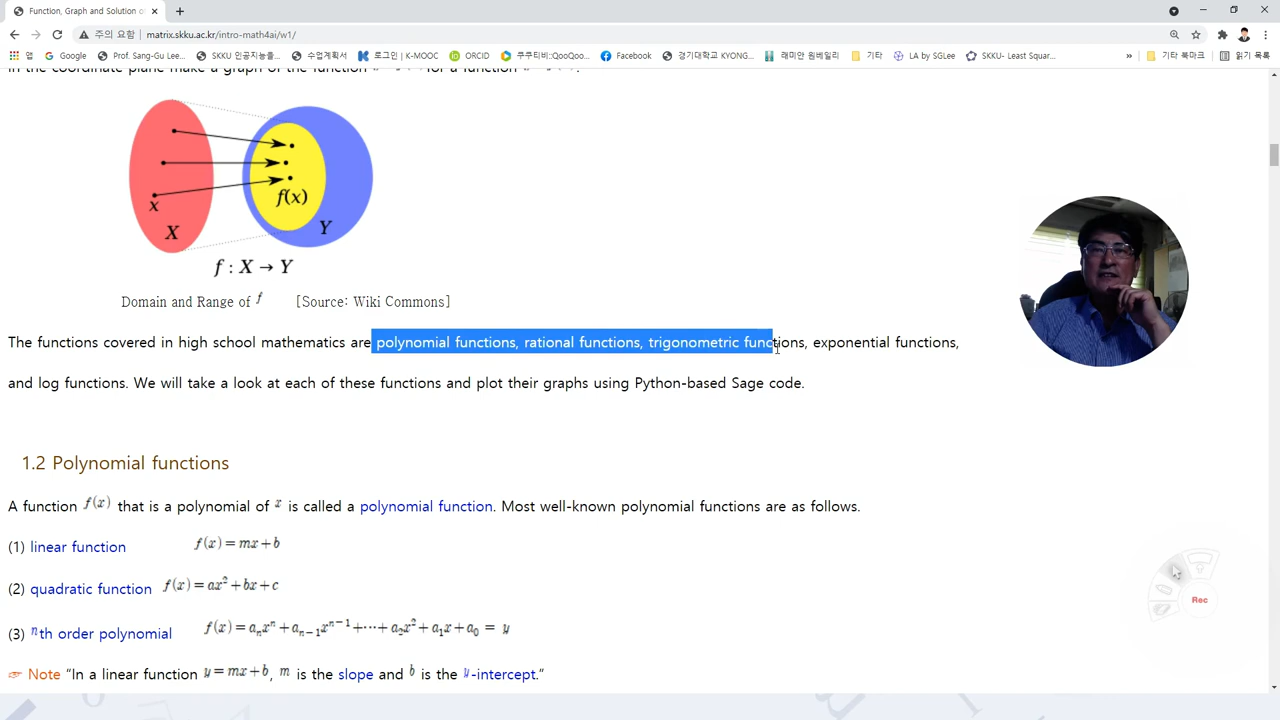 Function, Graph and Solution o
주의 요함 | matrix.skku.ac.kr/intro-math4ai/w1/
앱 Google Prof. Sang-Gu Lee... SKKU 인공지능을... 수업계획서 로그인 | K-MOOC ORCID 쿠쿠티비::QooQoo... Facebook 경기대학교 KYONG... 래미안 원베일리 기타 LA by SGLee SKKU- Least Squar... » 기타 북마크 읽기 목록
x
X
f(x)
Y
f : X → Y
Domain and Range of f [Source: Wiki Commons]
The functions covered in high school mathematics are polynomial functions, rational functions, trigonometric functions, exponential functions,
and log functions. We will take a look at each of these functions and plot their graphs using Python-based Sage code.
1.2 Polynomial functions
A function f(x) that is a polynomial of x is called a polynomial function. Most well-known polynomial functions are as follows.
(1) linear function f(x) = mx+b
(2) quadratic function f(x) = ax²+bx+c
(3) nth order polynomial f(x) = aₙxⁿ+aₙ₋₁xⁿ⁻¹+⋯+a₂x²+a₁x+a₀ = y
☞ Note “In a linear function y=mx+b, m is the slope and b is the y-intercept.”
Rec